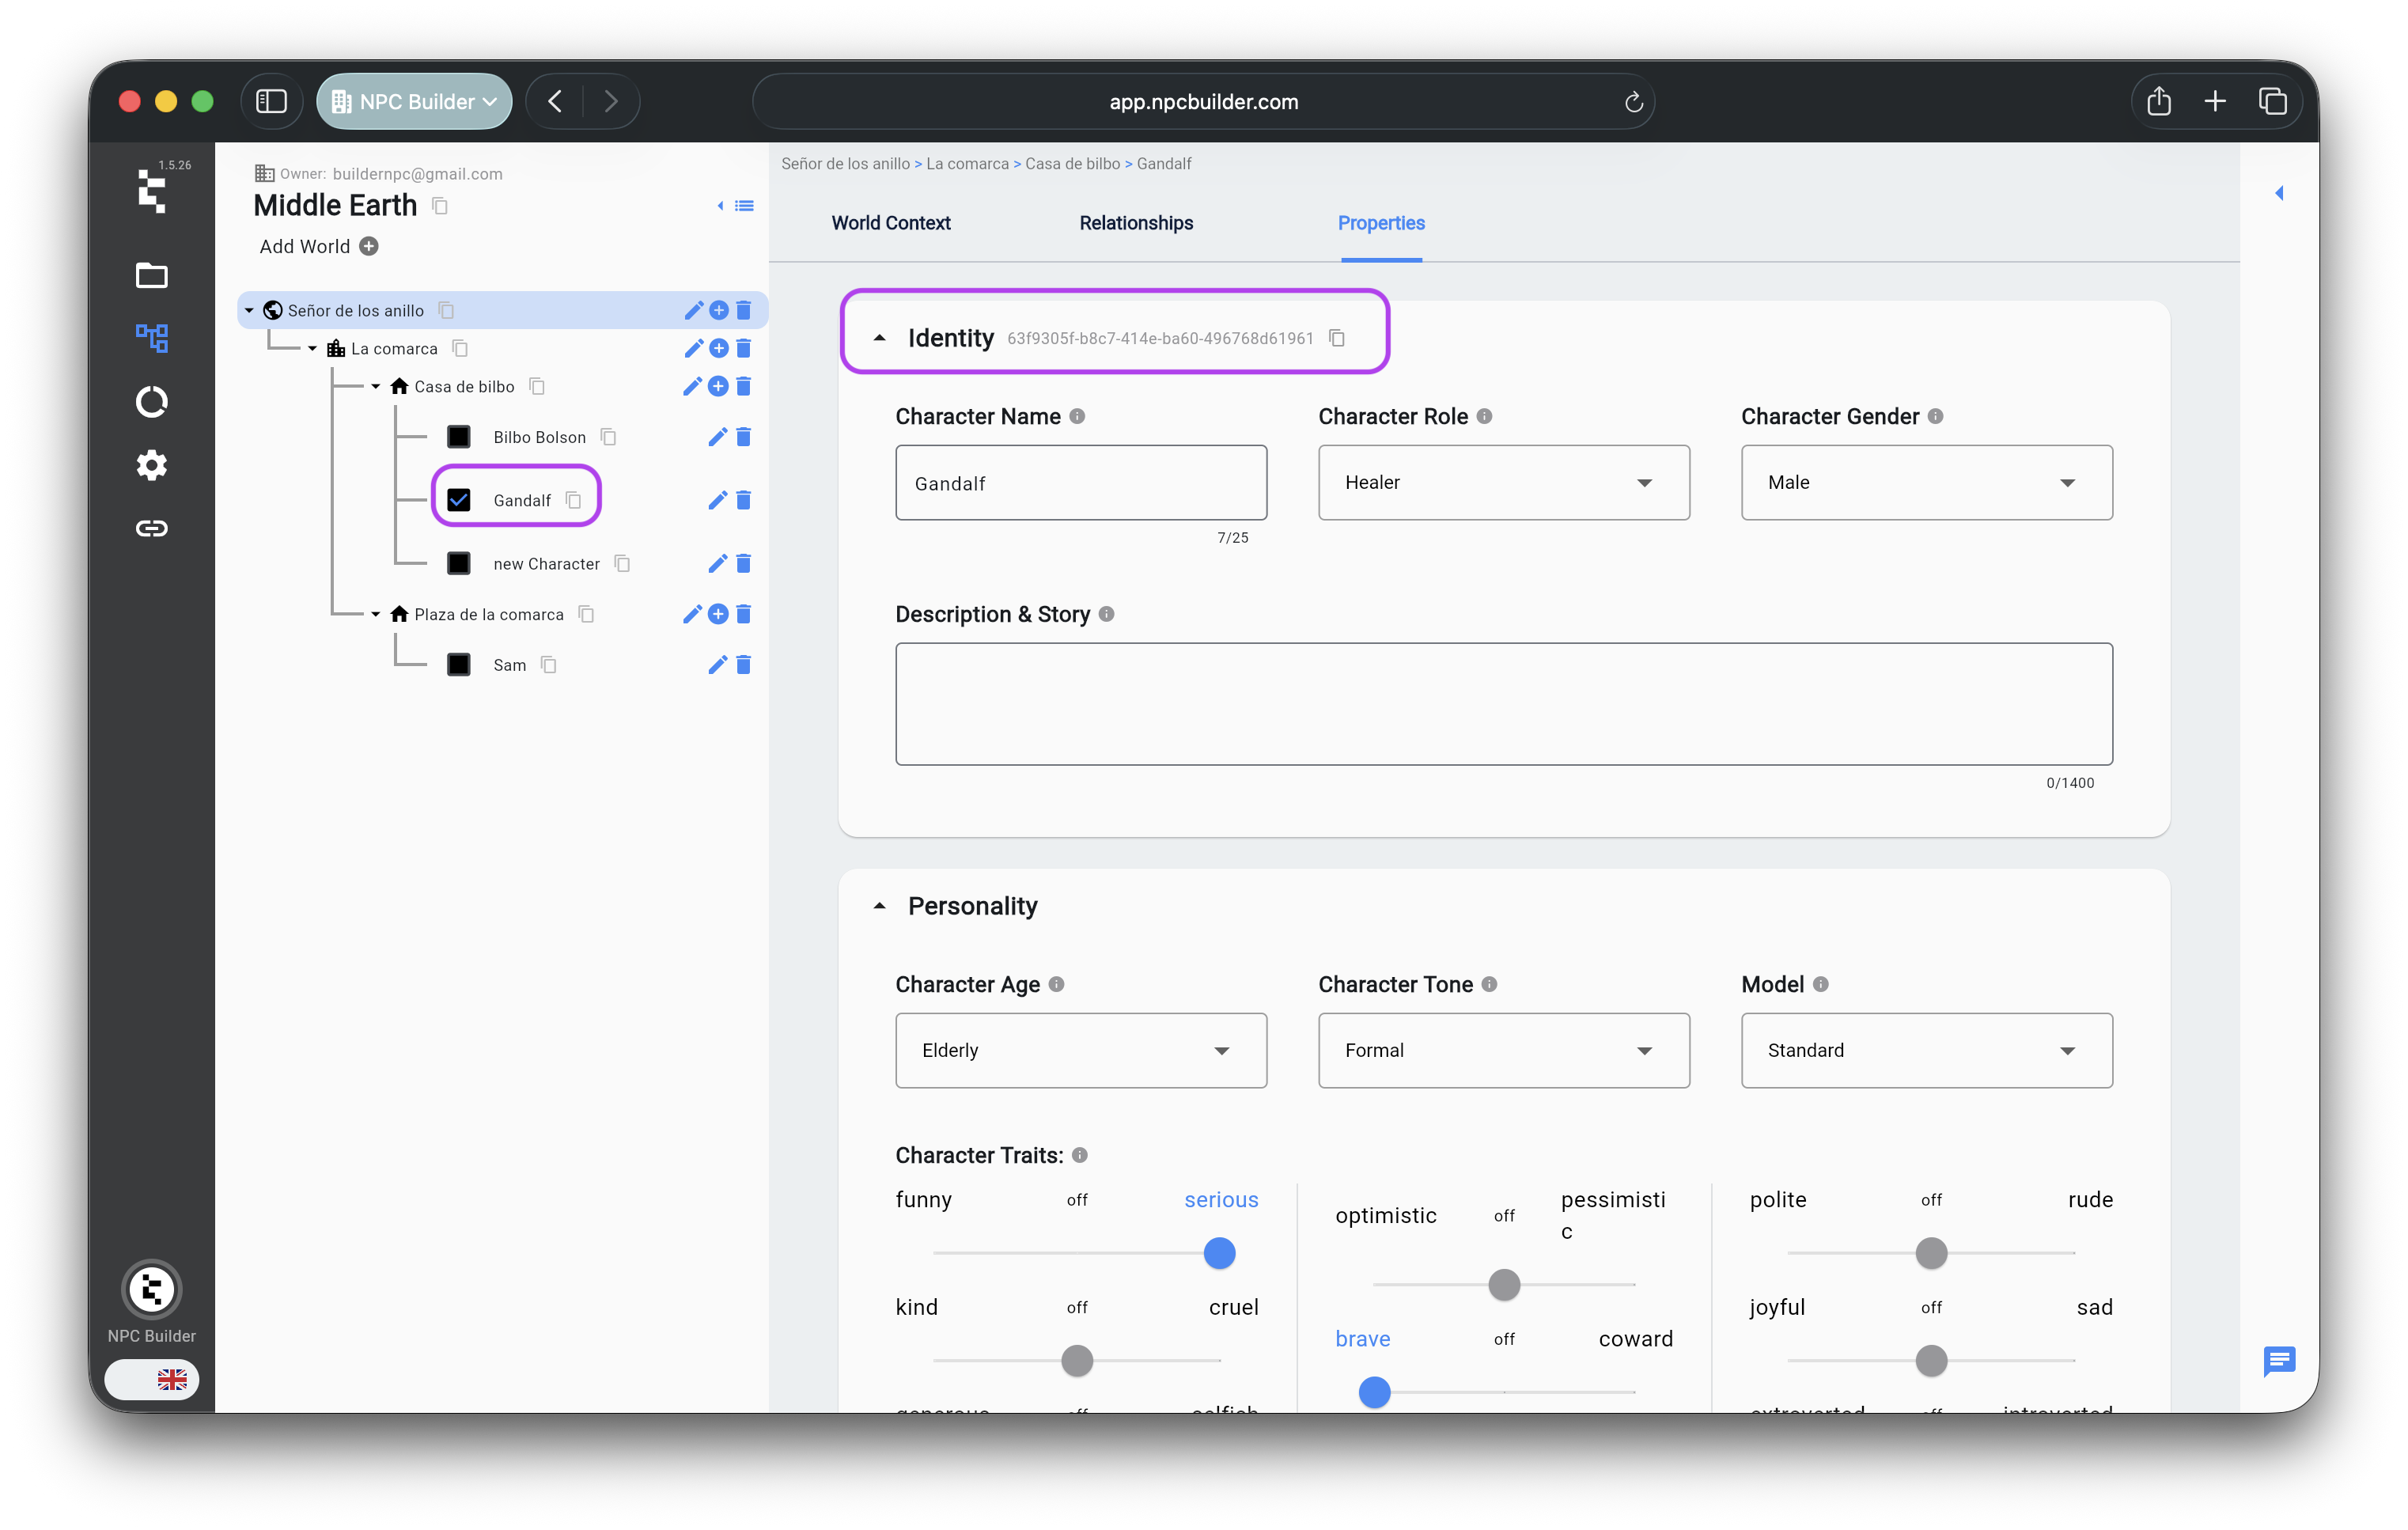 NPC Builder
app.npcbuilder.com
1.5.26
Owner: buildernpc@gmail.com
Middle Earth
Add World
Señor de los anillo
La comarca
Casa de bilbo
Bilbo Bolson
Gandalf
new Character
Plaza de la comarca
Sam
NPC Builder
Señor de los anillo > La comarca > Casa de bilbo > Gandalf
World Context
Relationships
Properties
Identity 63f9305f-b8c7-414e-ba60-496768d61961
Character Name
Character Role
Character Gender
Gandalf
Healer
Male
7/25
Description & Story
0/1400
Personality
Character Age
Character Tone
Model
Elderly
Formal
Standard
Character Traits:
funny off serious
optimistic off pessimisti
c
polite off rude
kind off cruel
brave off coward
joyful off sad
generous off selfish
extroverted off introverted